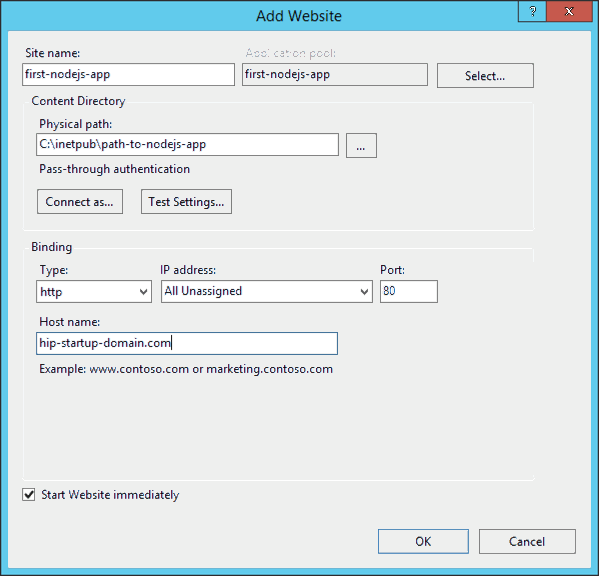 Add Website
?
x
Site name:
Application pool:
first-nodejs-app
first-nodejs-app
Select...
Content Directory
Physical path:
C:\inetpub\path-to-nodejs-app
...
Pass-through authentication
Connect as...
Test Settings...
Binding
Type:
IP address:
Port:
http
All Unassigned
80
Host name:
hip-startup-domain.com
Example: www.contoso.com or marketing.contoso.com
Start Website immediately
OK
Cancel